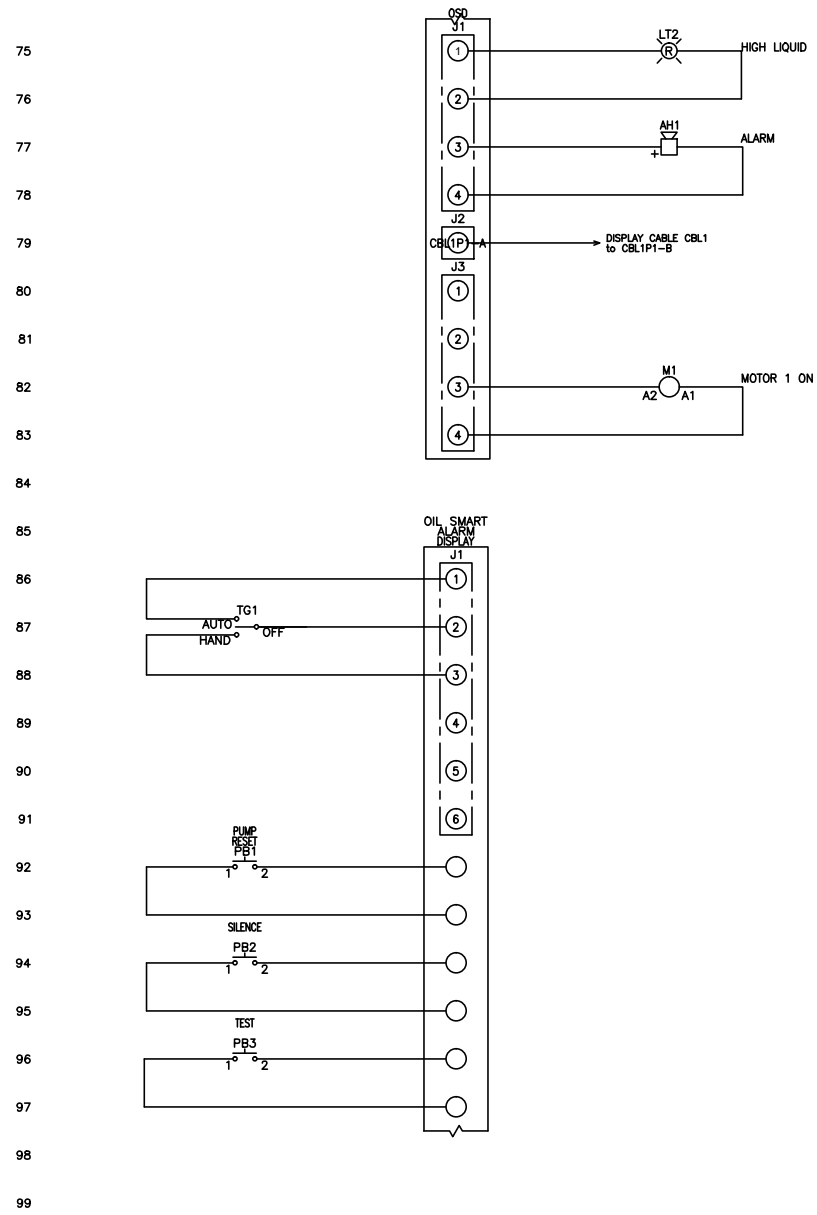 OSD
J1
75 1 LT2 R HIGH LIQUID
76 2
77 3 AH1 + ALARM
78 4
J2
79 CBL1P1-A DISPLAY CABLE CBL1
to CBL1P1-B
J3
80 1
81 2
82 3 M1 A2 A1 MOTOR 1 ON
83 4
84
85 OIL SMART
ALARM
DISPLAY
J1
86 1
TG1
87 AUTO OFF 2
HAND
88 3
89 4
90 5
91 6
PUMP
RESET
PB1
92 1 2
93
SILENCE
PB2
94 1 2
95
TEST
PB3
96 1 2
97
98
99